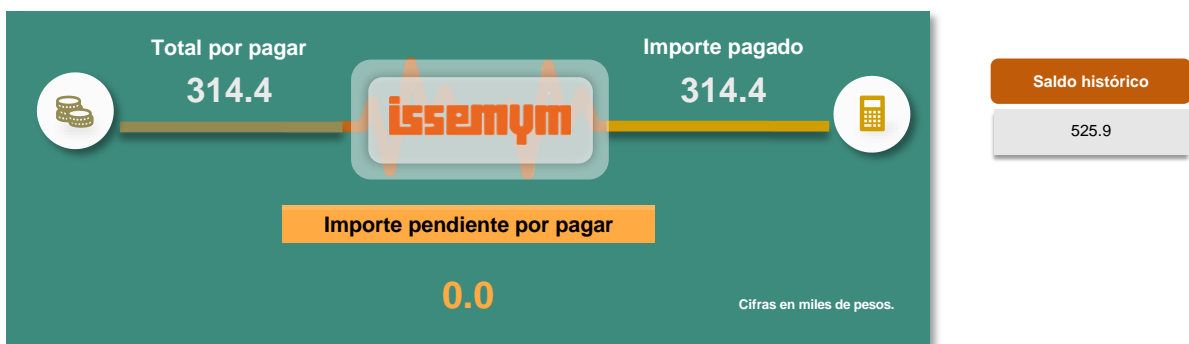 Total por pagar
314.4
issemym
Importe pagado
314.4
Importe pendiente por pagar
0.0
Cifras en miles de pesos.
Saldo histórico
525.9